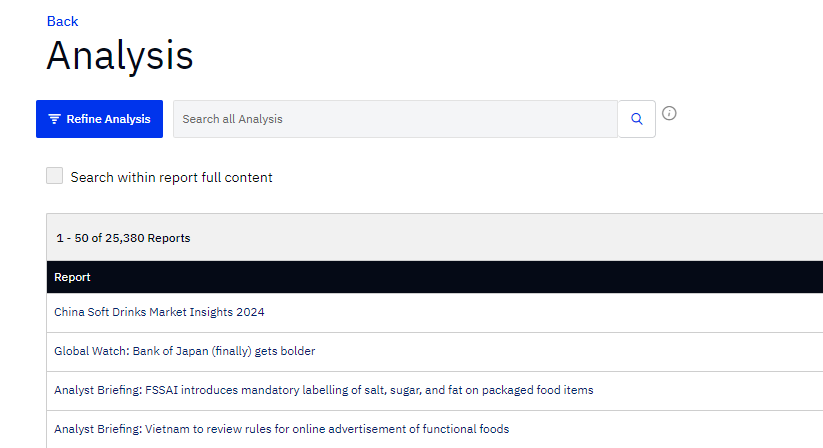 Back
Analysis
Refine Analysis
Search all Analysis
Search within report full content
1 - 50 of 25,380 Reports
Report
China Soft Drinks Market Insights 2024
Global Watch: Bank of Japan (finally) gets bolder
Analyst Briefing: FSSAI introduces mandatory labelling of salt, sugar, and fat on packaged food items
Analyst Briefing: Vietnam to review rules for online advertisement of functional foods